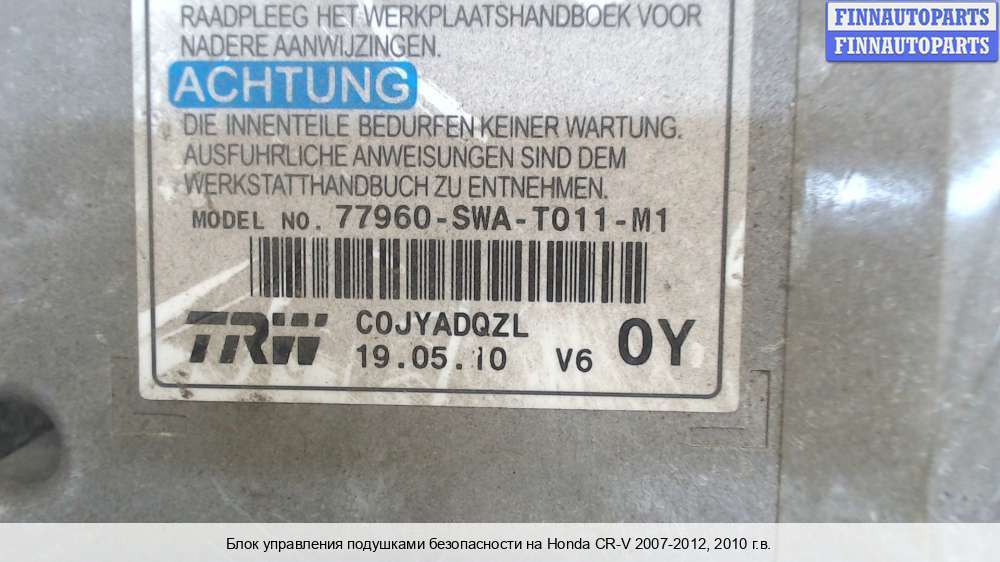 RAADPLEEG HET WERKPLAATSHANDBOEK VOOR
NADERE AANWIJZINGEN.
ACHTUNG
DIE INNENTEILE BEDURFEN KEINER WARTUNG.
AUSFUHRLICHE ANWEISUNGEN SIND DEM
WERKSTATTHANDBUCH ZU ENTNEHMEN.
MODEL NO. 77960-SWA-T011-M1
TRW
C0JYADQZL
19.05.10 V6 0Y
FINNAUTOPARTS
FINNAUTOPARTS
Блок управления подушками безопасности на Honda CR-V 2007-2012, 2010 г.в.